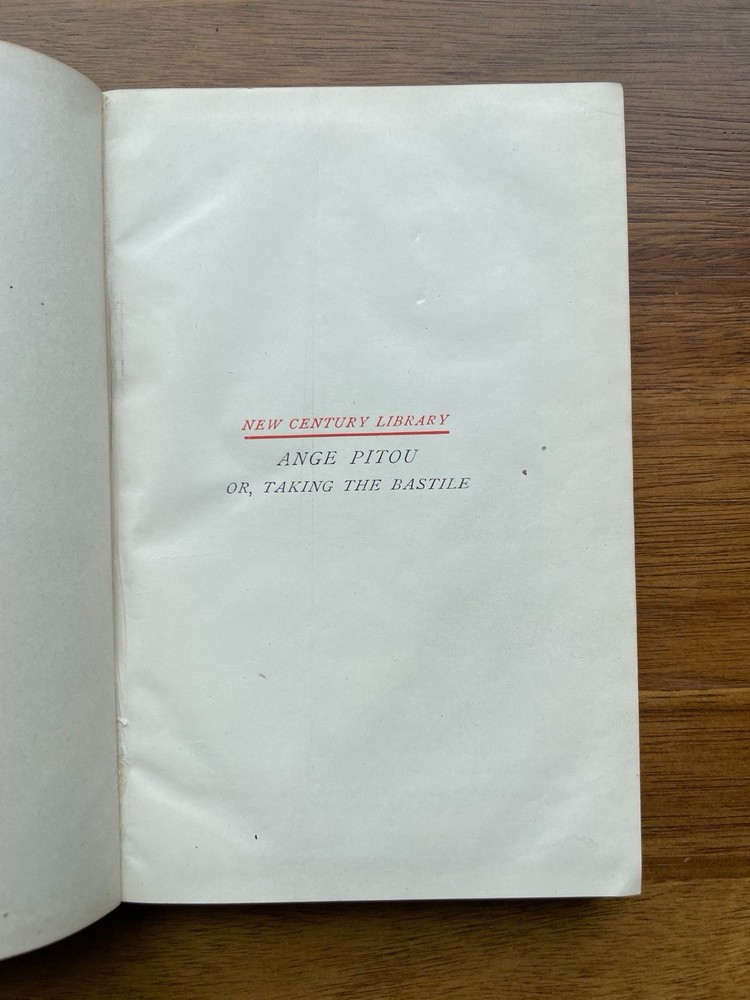 NEW CENTURY LIBRARY
ANGE PITOU
OR, TAKING THE BASTILE